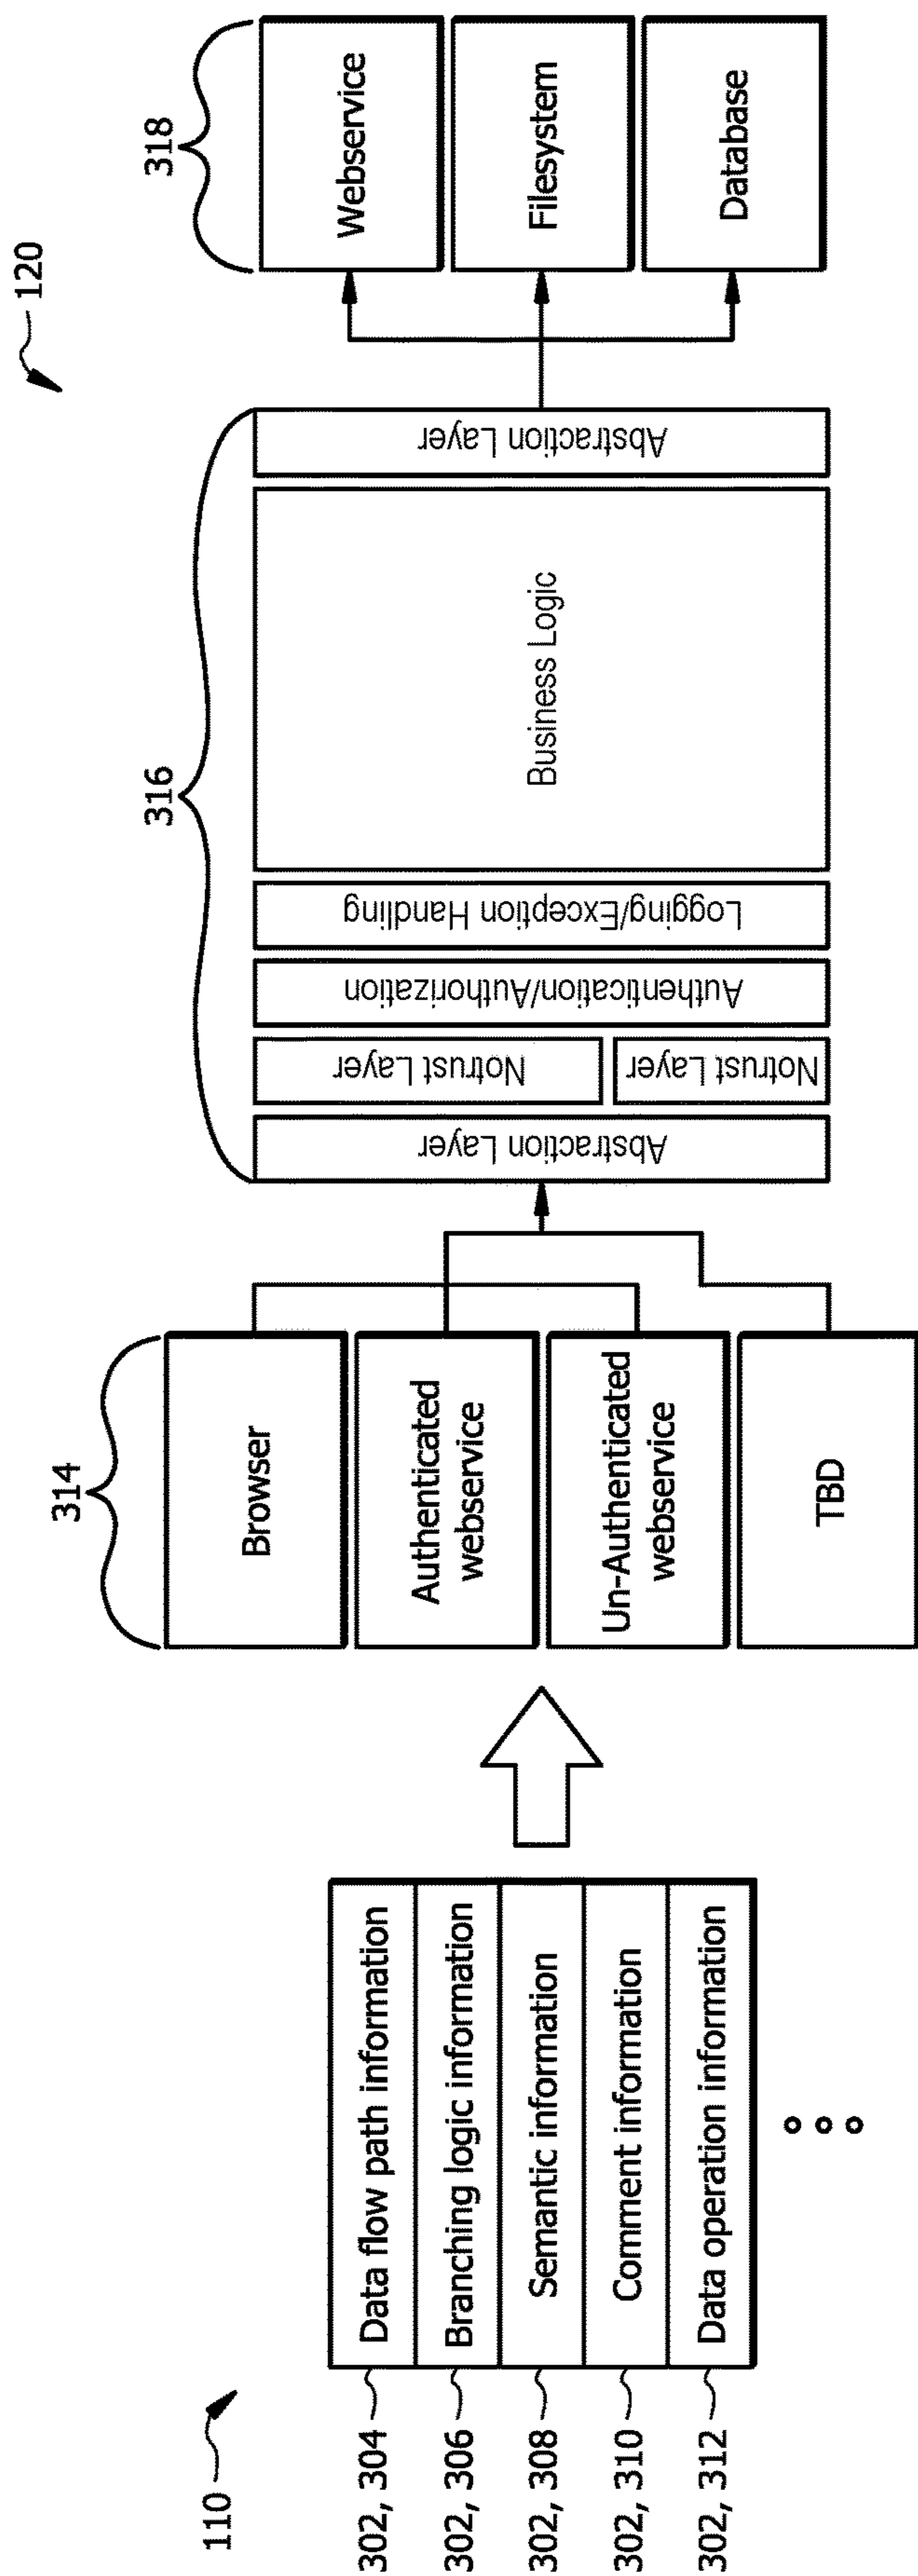 110
302, 304
Data flow path information
302, 306
Branching logic information
302, 308
Semantic information
302, 310
Comment information
302, 312
Data operation information
314
Browser
Authenticated
webservice
Un-Authenticated
webservice
TBD
316
Abstraction Layer
Notrust Layer
Notrust Layer
Authentication/Authorization
Logging/Exception Handling
Business Logic
Abstraction Layer
120
318
Webservice
Filesystem
Database